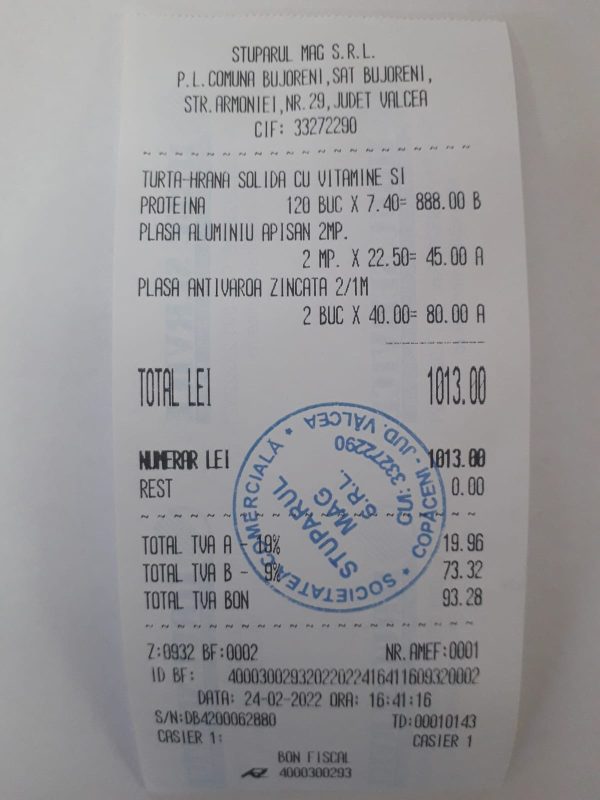 STUPARUL MAG S.R.L.
P.L.COMUNA BUJORENI,SAT BUJORENI,
STR.ARMONIEI,NR.29,JUDET VALCEA
CIF: 33272290
~ ~ ~ ~ ~ ~ ~ ~ ~ ~ ~ ~ ~ ~ ~ ~ ~ ~ ~
TURTA-HRANA SOLIDA CU VITAMINE SI
PROTEINA 120 BUC X 7.40= 888.00 B
PLASA ALUMINIU APISAN 2MP.
2 MP. X 22.50= 45.00 A
PLASA ANTIVAROA ZINCATA 2/1M
2 BUC X 40.00= 80.00 A
TOTAL LEI 1013.00
NUMERAR LEI 1013.00
REST 0.00
~ ~ ~ ~ ~ ~ ~ ~ ~ ~ ~ ~ ~ ~ ~ ~ ~ ~ ~
TOTAL TVA A - 19% 19.96
TOTAL TVA B - 9% 73.32
TOTAL TVA BON 93.28
~ ~ ~ ~ ~ ~ ~ ~ ~ ~ ~ ~ ~ ~ ~ ~ ~ ~ ~
Z:0932 BF:0002 NR.AMEF:0001
ID BF: 40003002932022022416411609320002
DATA: 24-02-2022 ORA: 16:41:16
S/N:DB4200062880 TD:00010143
CASIER 1: CASIER 1
BON FISCAL
4000300293
SOCIETATEA COMERCIALĂ * COPACENI - JUD. VÂLCEA *
STUPARUL
MAG
S.R.L.
CUI: 33272290